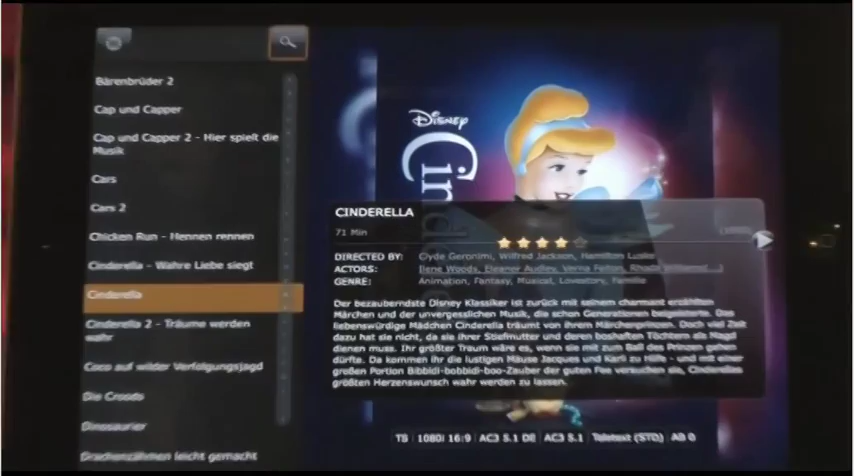 Bärenbrüder 2
Cap und Capper
Cap und Capper 2 - Hier spielt die
Musik
Cars
Cars 2
Chicken Run - Hennen rennen
Cinderella - Wahre Liebe siegt
Cinderella
Cinderella 2 - Träume werden
wahr
Coco auf wilder Verfolgungsjagd
Die Croods
Dinosaurier
Drachenzähmen leicht gemacht
DISNEY
Cind
CINDERELLA
71 Min
DIRECTED BY: Clyde Geronimi, Wilfred Jackson, Hamilton Luske
ACTORS: Ilene Woods, Eleanor Audley, Verna Felton, Rhoda
GENRE: Animation, Fantasy, Musical, Lovestory, Familie
Der bezauberndste Disney Klassiker ist zurück mit seinem charmant erzählten
Märchen und der unvergesslichen Musik, die schon Generationen begeisterte. Das
liebenswürdige Mädchen Cinderella träumt von ihrem Märchenprinzen. Doch viel Zeit
dazu hat sie nicht, da sie ihrer Stiefmutter und deren boshaften Töchtern als Magd
dienen muss. Ihr größter Traum wäre es, wenn sie mit zum Ball des Prinzen gehen
dürfte. Da kommen ihr die lustigen Mäuse Jacques und Karli zu Hilfe - und mit einer
großen Portion Bibbidi-bobbidi-boo-Zauber der guten Fee versuchen sie, Cinderellas
größten Herzenswunsch wahr werden zu lassen.
TS 1080i 16:9 AC3 5.1 DE AC3 5.1 Teletext (STD) AB 0